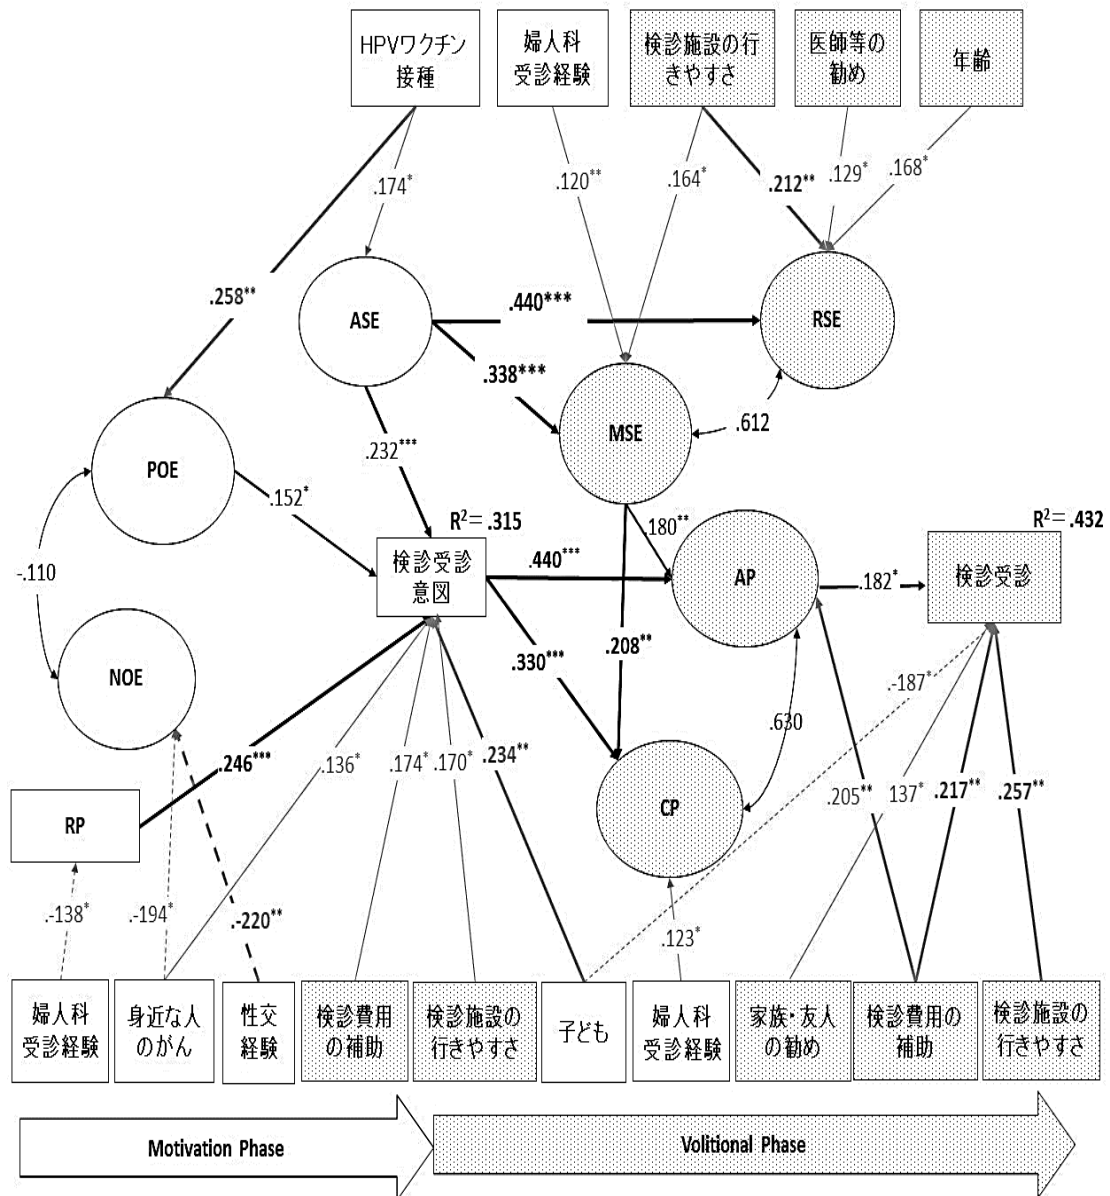 HPVワクチン
接種
婦人科
受診経験
検診施設の行
きやすさ
医師等の
勧め
年齢
.174*
.120**
.164*
.212**
.129*
.168*
.258**
ASE
.440***
RSE
.338***
MSE
.612
POE
.232***
.152*
R²= .315
検診受診
意図
.440***
.180**
AP
.182*
R²= .432
検診受診
-.110
NOE
.330***
.208**
.-187*
.630
.246***
.136*
.174*
.170*
.234**
CP
.205**
137*
.217**
.257**
RP
.-138*
.-194*
.-220**
.123*
婦人科
受診経験
身近な人
のがん
性交
経験
検診費用
の補助
検診施設の
行きやすさ
子ども
婦人科
受診経験
家族・友人
の勧め
検診費用の
補助
検診施設の
行きやすさ
Motivation Phase
Volitional Phase